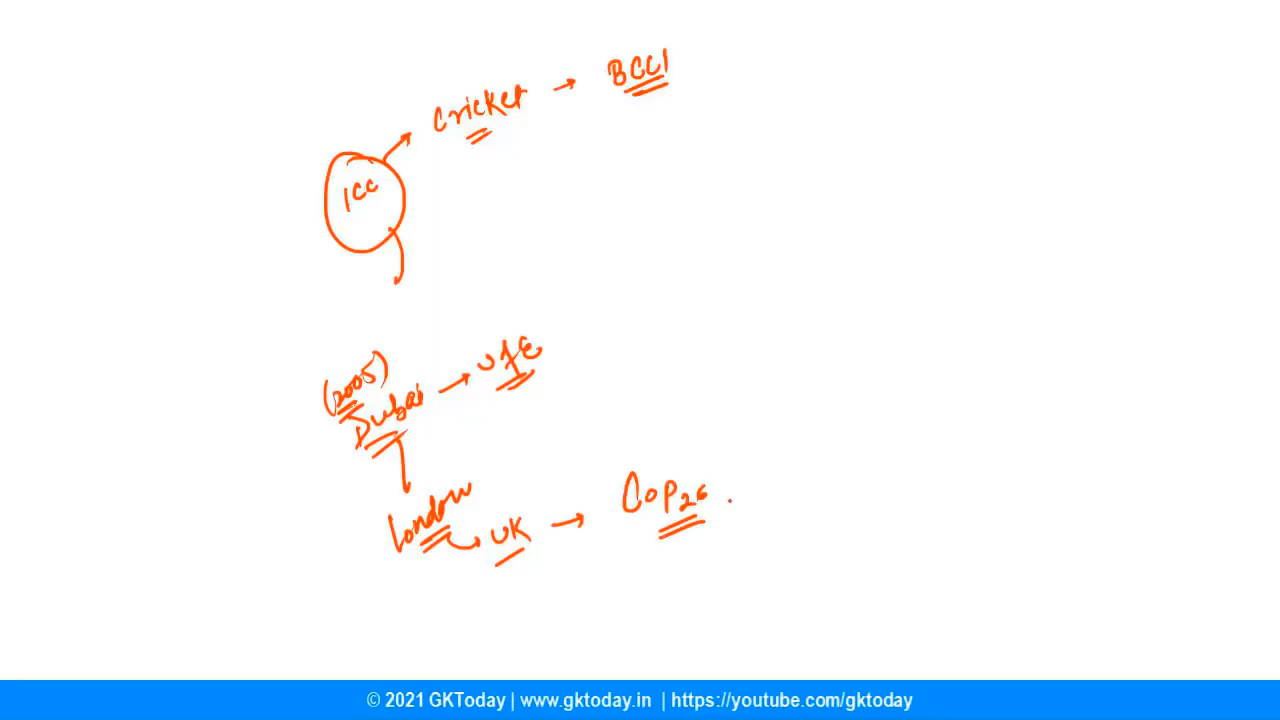 Cricket → BCCI
ICC
(2005)
Dubai → UAE
London → UK → COP26
© 2021 GKToday | www.gktoday.in | https://youtube.com/gktoday